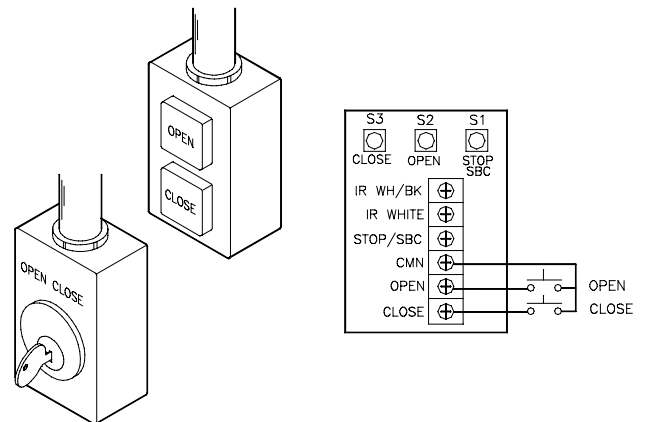 OPEN
CLOSE
OPEN CLOSE
S3 S2 S1
CLOSE OPEN STOP
SBC
IR WH/BK
IR WHITE
STOP/SBC
CMN
OPEN
CLOSE
OPEN
CLOSE